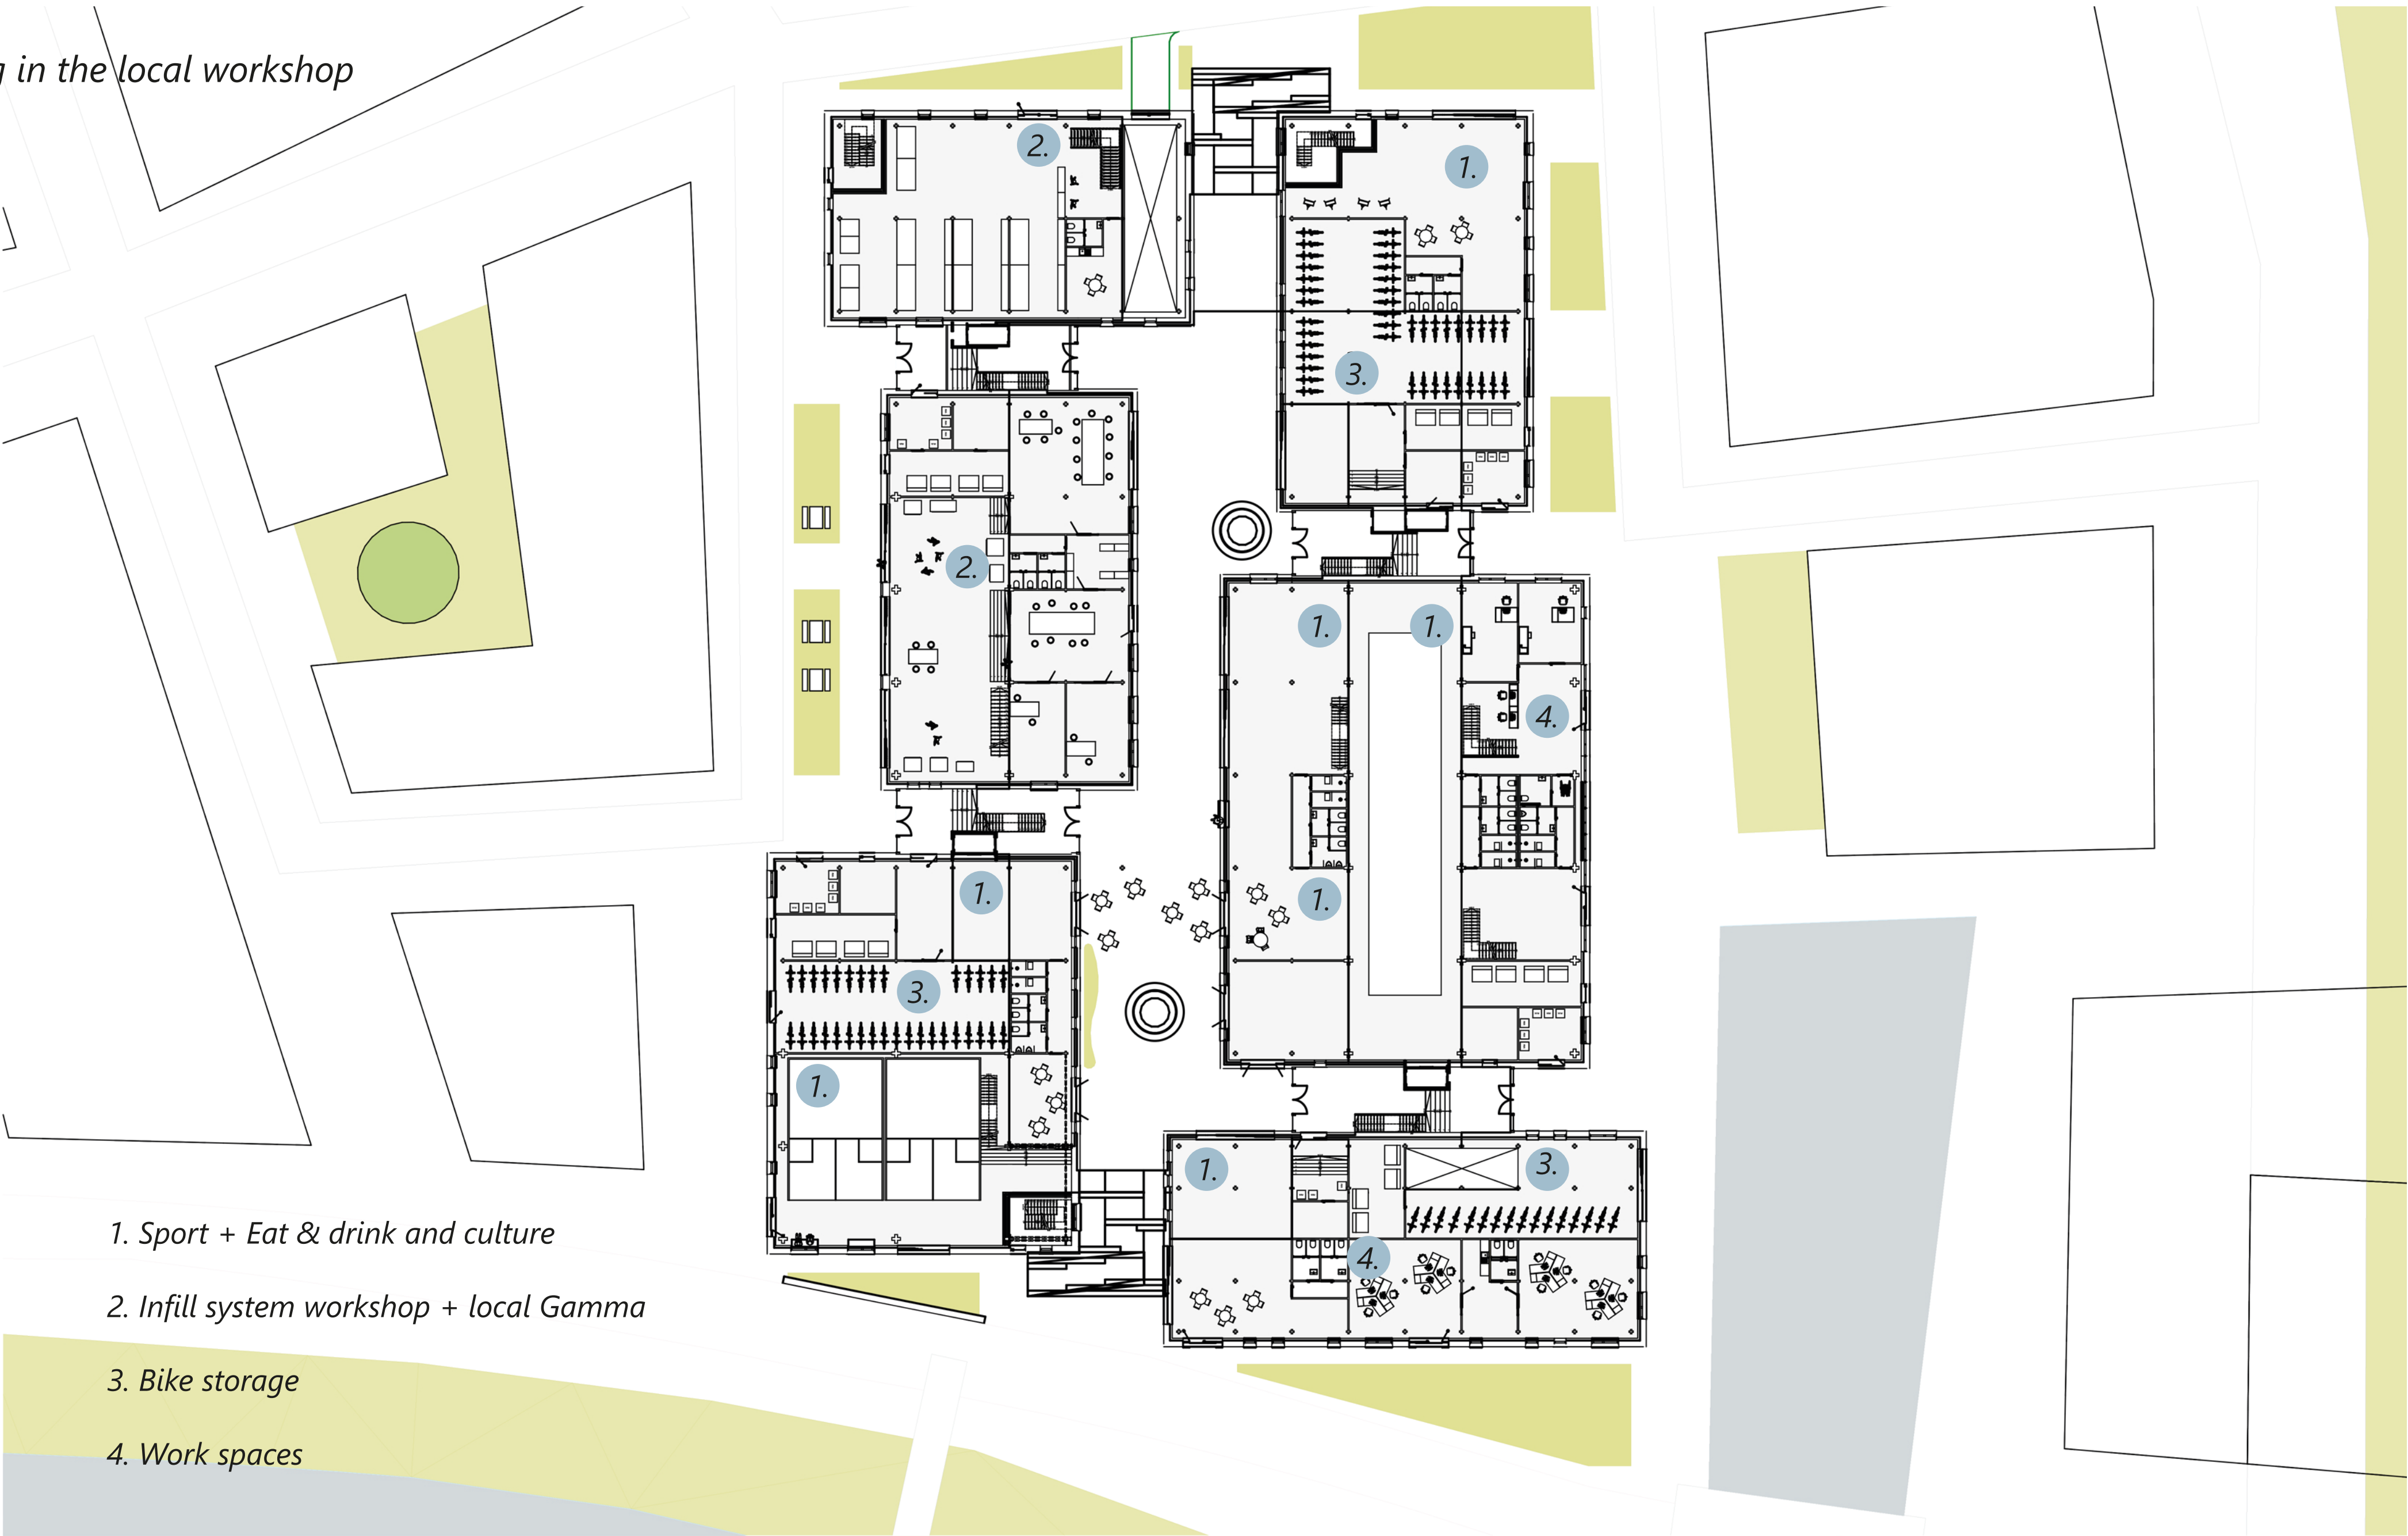 in the local workshop
2.
1.
3.
2.
1.
1.
4.
1.
1.
3.
1.
1.
3.
4.
1. Sport + Eat & drink and culture
2. Infill system workshop + local Gamma
3. Bike storage
4. Work spaces